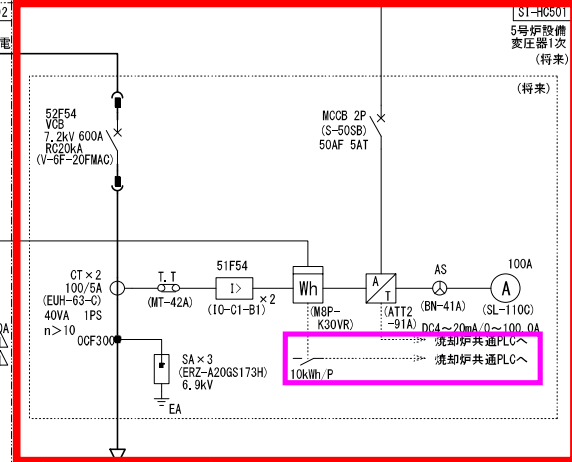 ST-HC501
5号炉設備
変圧器1次
(将来)
(将来)
52F54
VCB
7.2kV 600A
RC20kA
(V-6F-20FMAC)
MCCB 2P
(S-50SB)
50AF 5AT
CT×2
100/5A
(EUH-63-C)
40VA 1PS
n>10
T.T
(MT-42A)
51F54
I>
×2
(IO-C1-B1)
Wh
(M8P-
K30VR)
A
T
(ATT2
-91A)
AS
(BN-41A)
100A
A
(SL-110C)
DC4～20mA/0～100.0A
焼却炉共通PLCへ
焼却炉共通PLCへ
10kWh/P
OCF300
SA×3
(ERZ-A20GS173H)
6.9kV
EA